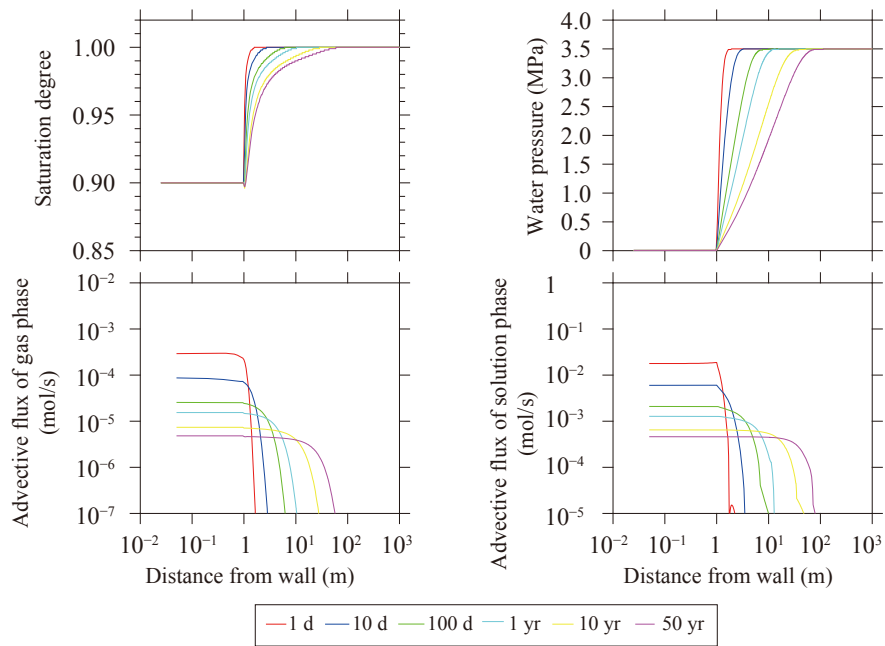 Saturation degree
1.00
0.95
0.90
0.85
Water pressure (MPa)
4.0
3.5
3.0
2.5
2.0
1.5
1.0
0.5
0
Advective flux of gas phase
(mol/s)
10⁻²
10⁻³
10⁻⁴
10⁻⁵
10⁻⁶
10⁻⁷
10⁻² 10⁻¹ 1 10¹ 10² 10³
Distance from wall (m)
Advective flux of solution phase
(mol/s)
1
10⁻¹
10⁻²
10⁻³
10⁻⁴
10⁻⁵
10⁻² 10⁻¹ 1 10¹ 10² 10³
Distance from wall (m)
1 d 10 d 100 d 1 yr 10 yr 50 yr